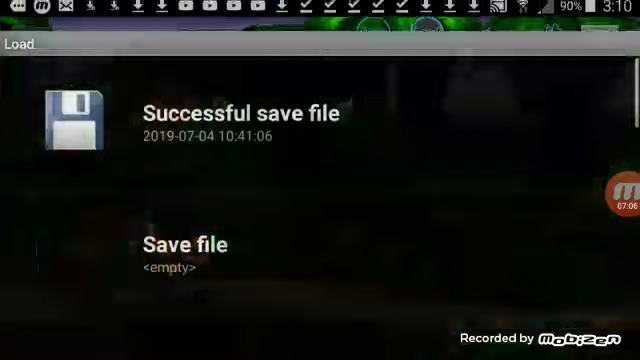 90% 3:10
Load
Successful save file
2019-07-04 10:41:06
07:06
Save file
<empty>
Recorded by mobizen